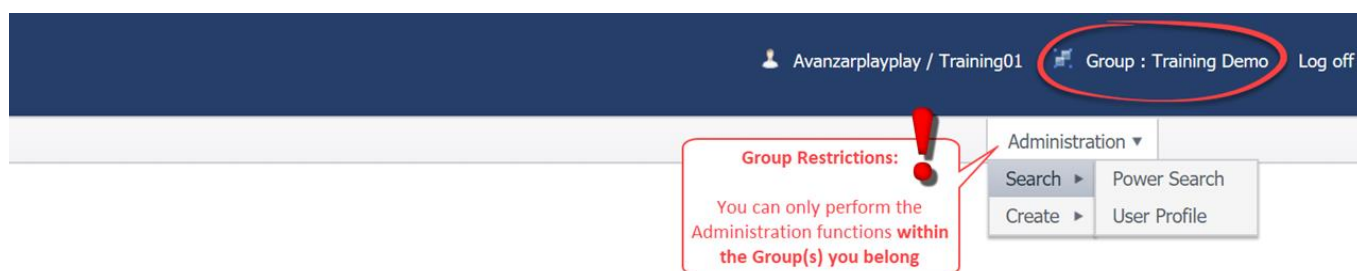 Avanzarplayplay / Training01 Group : Training Demo Log off
Administration ▾
Group Restrictions:
You can only perform the
Administration functions within
the Group(s) you belong
Search ▸ Power Search
Create ▸ User Profile